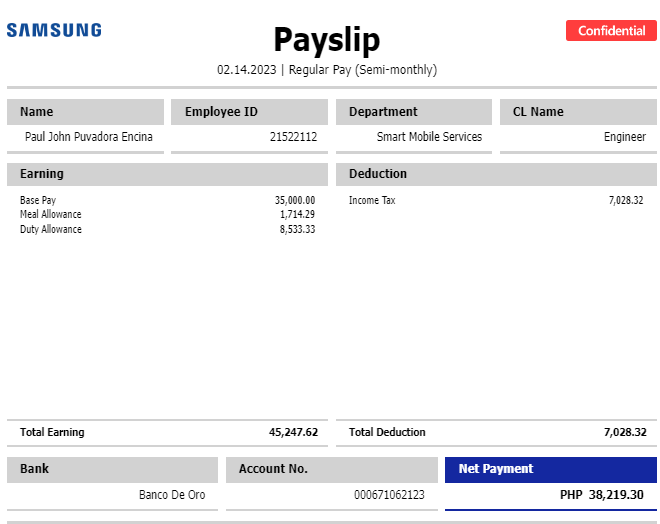 SAMSUNG
Payslip
Confidential
02.14.2023 | Regular Pay (Semi-monthly)
Name Employee ID Department CL Name
Paul John Puvadora Encina 21522112 Smart Mobile Services Engineer
Earning Deduction
Base Pay 35,000.00 Income Tax 7,028.32
Meal Allowance 1,714.29
Duty Allowance 8,533.33
Total Earning 45,247.62 Total Deduction 7,028.32
Bank Account No. Net Payment
Banco De Oro 000671062123 PHP 38,219.30